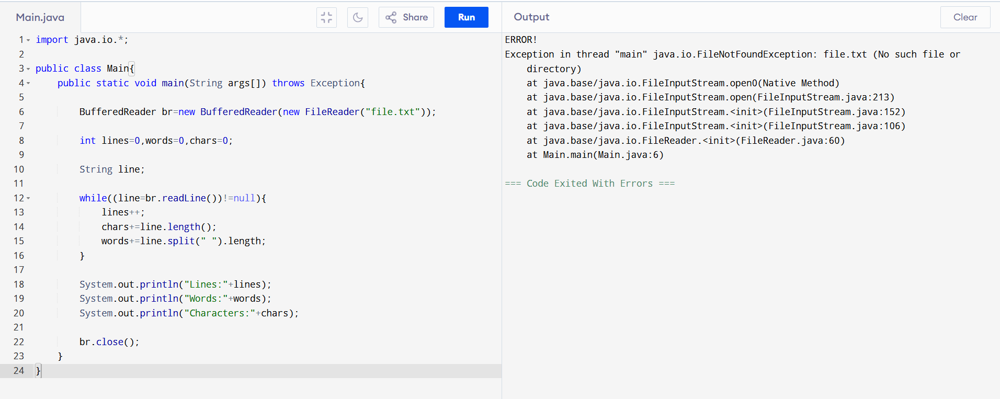 Main.java
Share
Run
Output
Clear
1 import java.io.*;
2
3 public class Main{
4     public static void main(String args[]) throws Exception{
5
6         BufferedReader br=new BufferedReader(new FileReader("file.txt"));
7
8         int lines=0,words=0,chars=0;
9
10         String line;
11
12         while((line=br.readLine())!=null){
13             lines++;
14             chars+=line.length();
15             words+=line.split(" ").length;
16         }
17
18         System.out.println("Lines:"+lines);
19         System.out.println("Words:"+words);
20         System.out.println("Characters:"+chars);
21
22         br.close();
23     }
24 }
ERROR!
Exception in thread "main" java.io.FileNotFoundException: file.txt (No such file or
    directory)
    at java.base/java.io.FileInputStream.open0(Native Method)
    at java.base/java.io.FileInputStream.open(FileInputStream.java:213)
    at java.base/java.io.FileInputStream.<init>(FileInputStream.java:152)
    at java.base/java.io.FileInputStream.<init>(FileInputStream.java:106)
    at java.base/java.io.FileReader.<init>(FileReader.java:60)
    at Main.main(Main.java:6)
=== Code Exited With Errors ===